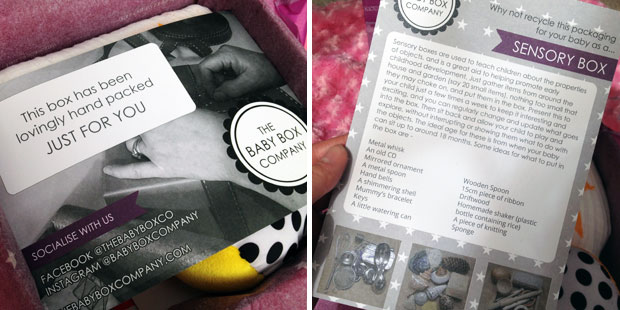 This box has been
lovingly hand packed
JUST FOR YOU
THE
BABY BOX
COMPANY
SOCIALISE WITH US
FACEBOOK @THEBABYBOXCO
INSTAGRAM @BABYBOXCOMPANY
THEBABYBOXCOMPANY.COM
BABY BOX
COMPANY
Why not recycle this packaging
for your baby as a...
SENSORY BOX
Sensory boxes are used to teach children about the properties
of objects, and is a great aid to helping promote early
childhood development. Just gather items from around the
house and garden (say 20 small items). Nothing too small that
they may choke on, and put them in the box. Present this to
your child just a few times a week to keep it interesting and
exciting, and you can regularly change and update what goes
into the box. Then sit back and allow your child to play and
explore, without interupting or showing them what to do with
the objects. The ideal age for these is from when your baby
can sit up to around 18 months. Some ideas for what to put in
the box are -
Metal whisk
An old CD
Mirrored ornament
A metal spoon
Hand bells
A shimmering shell
Mummy's bracelet
Keys
A little watering can
Wooden Spoon
15cm piece of ribbon
Driftwood
Homemade shaker (plastic
bottle containing rice)
A piece of knitting
Sponge